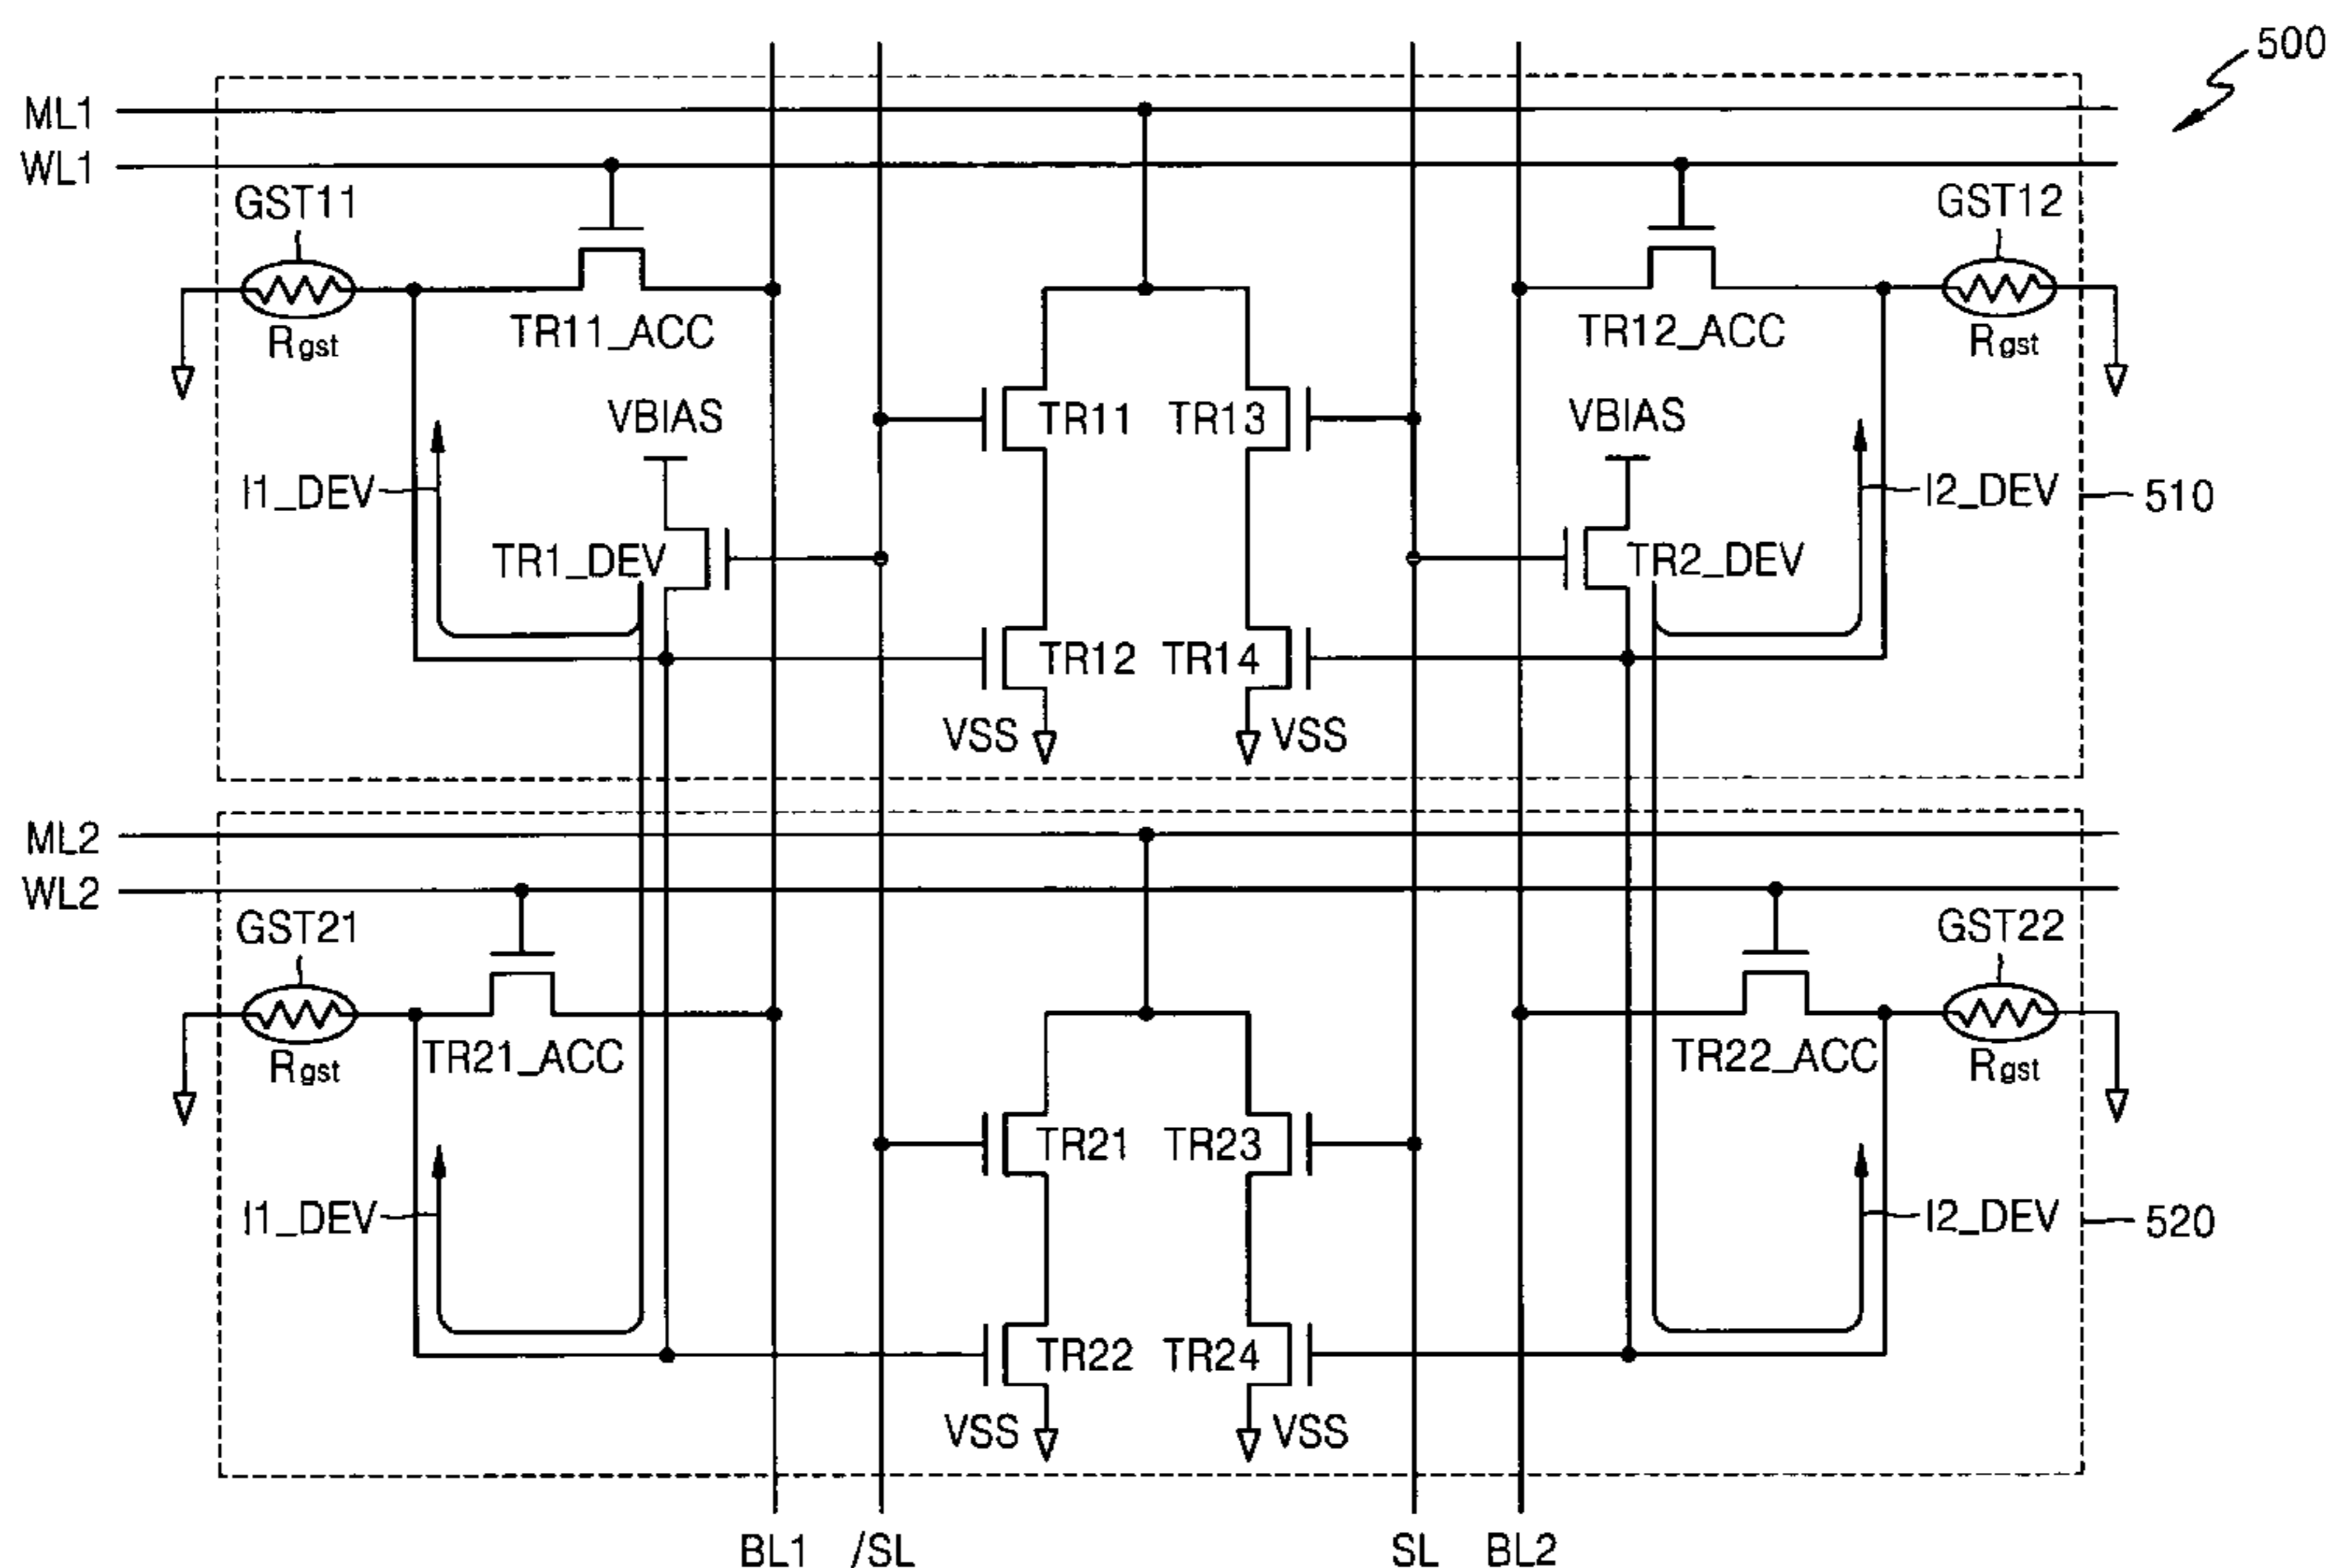 500
ML1
WL1
GST11
GST12
Rgst
TR11_ACC
TR12_ACC
Rgst
VBIAS
TR11
TR13
VBIAS
I1_DEV
I2_DEV
510
TR1_DEV
TR2_DEV
TR12
TR14
VSS
VSS
ML2
WL2
GST21
GST22
Rgst
TR21_ACC
TR22_ACC
Rgst
TR21
TR23
I1_DEV
I2_DEV
520
TR22
TR24
VSS
VSS
BL1
/SL
SL
BL2